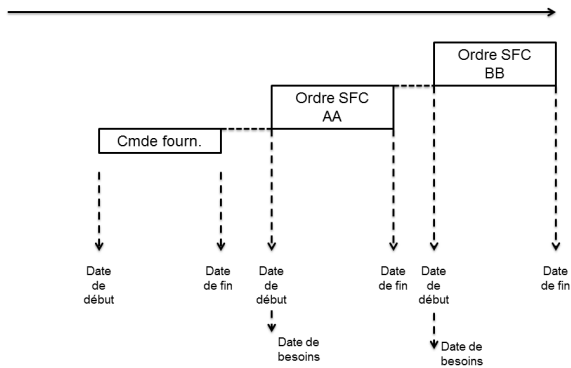 Ordre SFC
BB
Ordre SFC
AA
Cmde fourn.
Date
de
début
Date
de fin
Date
de
début
Date
de fin
Date
de
début
Date
de fin
Date de
besoins
Date de
besoins